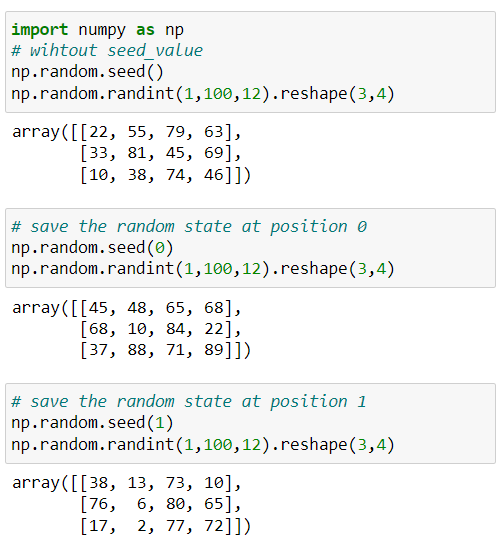 import numpy as np
# wihtout seed_value
np.random.seed()
np.random.randint(1,100,12).reshape(3,4)
array([[22, 55, 79, 63],
       [33, 81, 45, 69],
       [10, 38, 74, 46]])
# save the random state at position 0
np.random.seed(0)
np.random.randint(1,100,12).reshape(3,4)
array([[45, 48, 65, 68],
       [68, 10, 84, 22],
       [37, 88, 71, 89]])
# save the random state at position 1
np.random.seed(1)
np.random.randint(1,100,12).reshape(3,4)
array([[38, 13, 73, 10],
       [76,  6, 80, 65],
       [17,  2, 77, 72]])